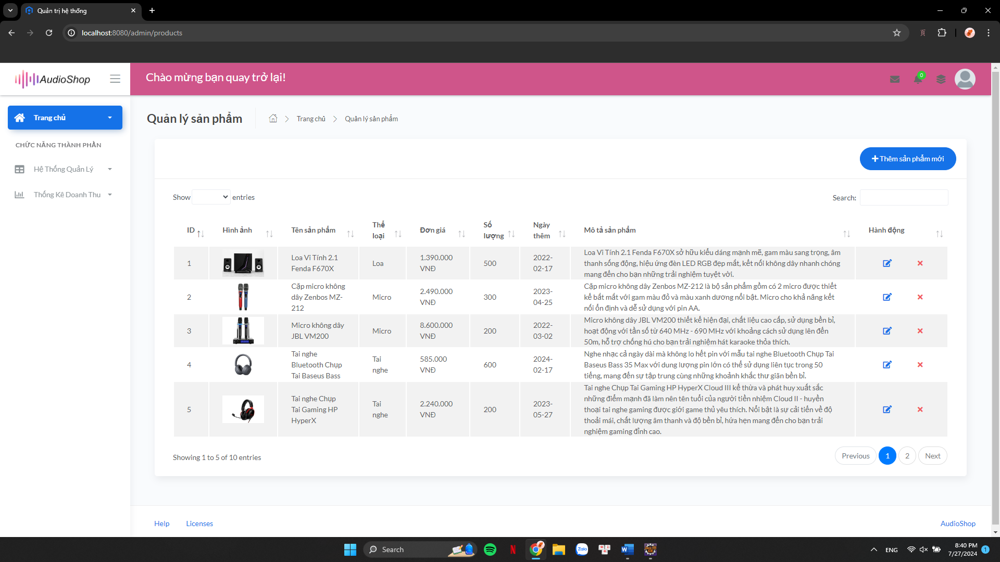 Quản trị hệ thống
localhost:8080/admin/products
AudioShop
Chào mừng bạn quay trở lại!
0
Trang chủ
CHỨC NĂNG THÀNH PHẦN
Hệ Thống Quản Lý
Thống Kê Doanh Thu
Quản lý sản phẩm
Trang chủ
Quản lý sản phẩm
Thêm sản phẩm mới
Show entries
Search:
ID Hình ảnh Tên sản phẩm Thể loại Đơn giá Số lượng Ngày thêm Mô tả sản phẩm Hành động
1
Loa Vi Tính 2.1
Fenda F670X
Loa
1.390.000
VNĐ
500
2022-
02-17
Loa Vi Tính 2.1 Fenda F670X sở hữu kiểu dáng mạnh mẽ, gam màu sang trọng, âm
thanh sống động, hiệu ứng đèn LED RGB đẹp mắt, kết nối không dây nhanh chóng
mang đến cho bạn những trải nghiệm tuyệt vời.
2
Cặp micro không
dây Zenbos MZ-
212
Micro
2.490.000
VNĐ
300
2023-
04-25
Cặp micro không dây Zenbos MZ-212 là bộ sản phẩm gồm có 2 micro được thiết
kế bắt mắt với gam màu đỏ và màu xanh dương nổi bật. Micro cho khả năng kết
nối ổn định và dễ sử dụng với pin AA.
3
Micro không dây
JBL VM200
Micro
8.600.000
VNĐ
200
2022-
03-02
Micro không dây JBL VM200 thiết kế hiện đại, chất liệu cao cấp, sử dụng bền bỉ,
hoạt động với tần số từ 640 MHz - 690 MHz với khoảng cách sử dụng lên đến
50m, hỗ trợ chống hú cho bạn trải nghiệm hát karaoke thỏa thích.
4
Tai nghe
Bluetooth Chụp
Tai Baseus Bass
Tai
nghe
585.000
VNĐ
600
2024-
02-17
Nghe nhạc cả ngày dài mà không lo hết pin với mẫu tai nghe Bluetooth Chụp Tai
Baseus Bass 35 Max với dung lượng pin lớn có thể sử dụng liên tục trong 50
tiếng, mang đến sự tập trung cùng những khoảnh khắc thư giãn bền bỉ.
5
Tai nghe Chụp
Tai Gaming HP
HyperX
Tai
nghe
2.240.000
VNĐ
200
2023-
05-27
Tai nghe Chụp Tai Gaming HP HyperX Cloud III kế thừa và phát huy xuất sắc
những điểm mạnh đã làm nên tên tuổi của người tiền nhiệm Cloud II - huyền
thoại tai nghe gaming được giới game thủ yêu thích. Nổi bật là sự cải tiến về độ
thoải mái, chất lượng âm thanh và độ bền bỉ, hứa hẹn mang đến cho bạn trải
nghiệm gaming đỉnh cao.
Showing 1 to 5 of 10 entries
Previous 1 2 Next
Help
Licenses
AudioShop
Search
Zalo
ENG
8:40 PM
7/27/2024
1